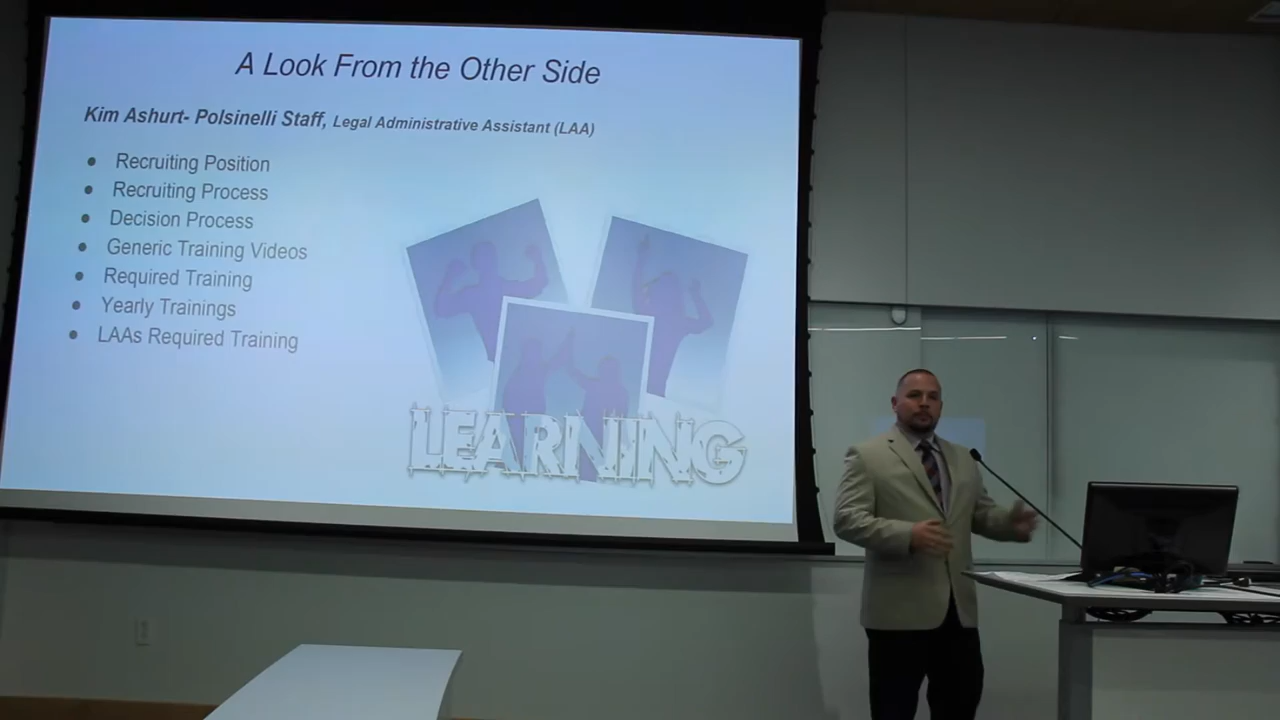 A Look From the Other Side
Kim Ashurt- Polsinelli Staff, Legal Administrative Assistant (LAA)
● Recruiting Position
● Recruiting Process
● Decision Process
● Generic Training Videos
● Required Training
● Yearly Trainings
● LAAs Required Training
LEARNING